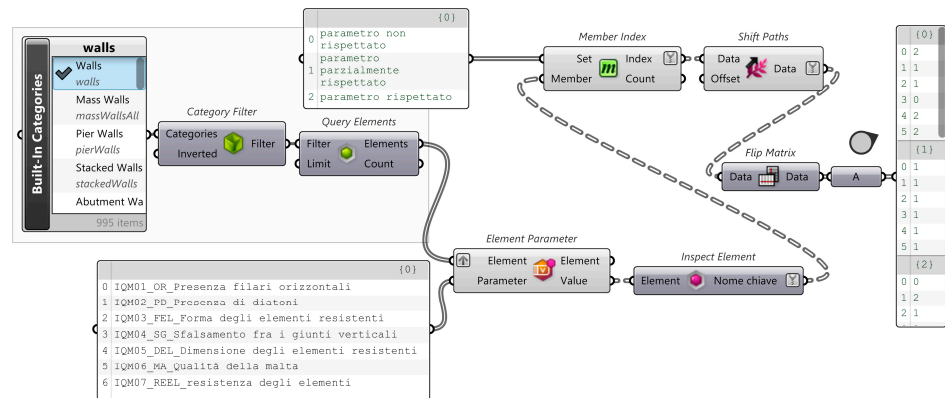 Built-In Categories
walls
Walls
walls
Mass Walls
massWallsAll
Pier Walls
pierWalls
Stacked Walls
stackedWalls
Abutment Wa
995 items
Category Filter
Categories
Inverted
Filter
{0}
0 parametro non
rispettato
1 parametro
parzialmente
rispettato
2 parametro rispettato
Query Elements
Filter
Limit
Elements
Count
Member Index
Set
Member
Index
Count
Shift Paths
Data
Offset
Data
Flip Matrix
Data
Data
A
{0}
0 2
1 1
2 1
3 0
4 2
5 2
{1}
0 1
1 1
2 1
3 1
4 1
5 1
{2}
0 0
1 2
2 1
Element Parameter
Element
Parameter
Element
Value
Inspect Element
Element
Nome chiave
{0}
0 IQM01_OR_Presenza filari orizzontali
1 IQM02_PD_Presenza di diatoni
2 IQM03_FEL_Forma degli elementi resistenti
3 IQM04_SG_Sfalsamento fra i giunti verticali
4 IQM05_DEL_Dimensione degli elementi resistenti
5 IQM06_MA_Qualità della malta
6 IQM07_REEL_resistenza degli elementi